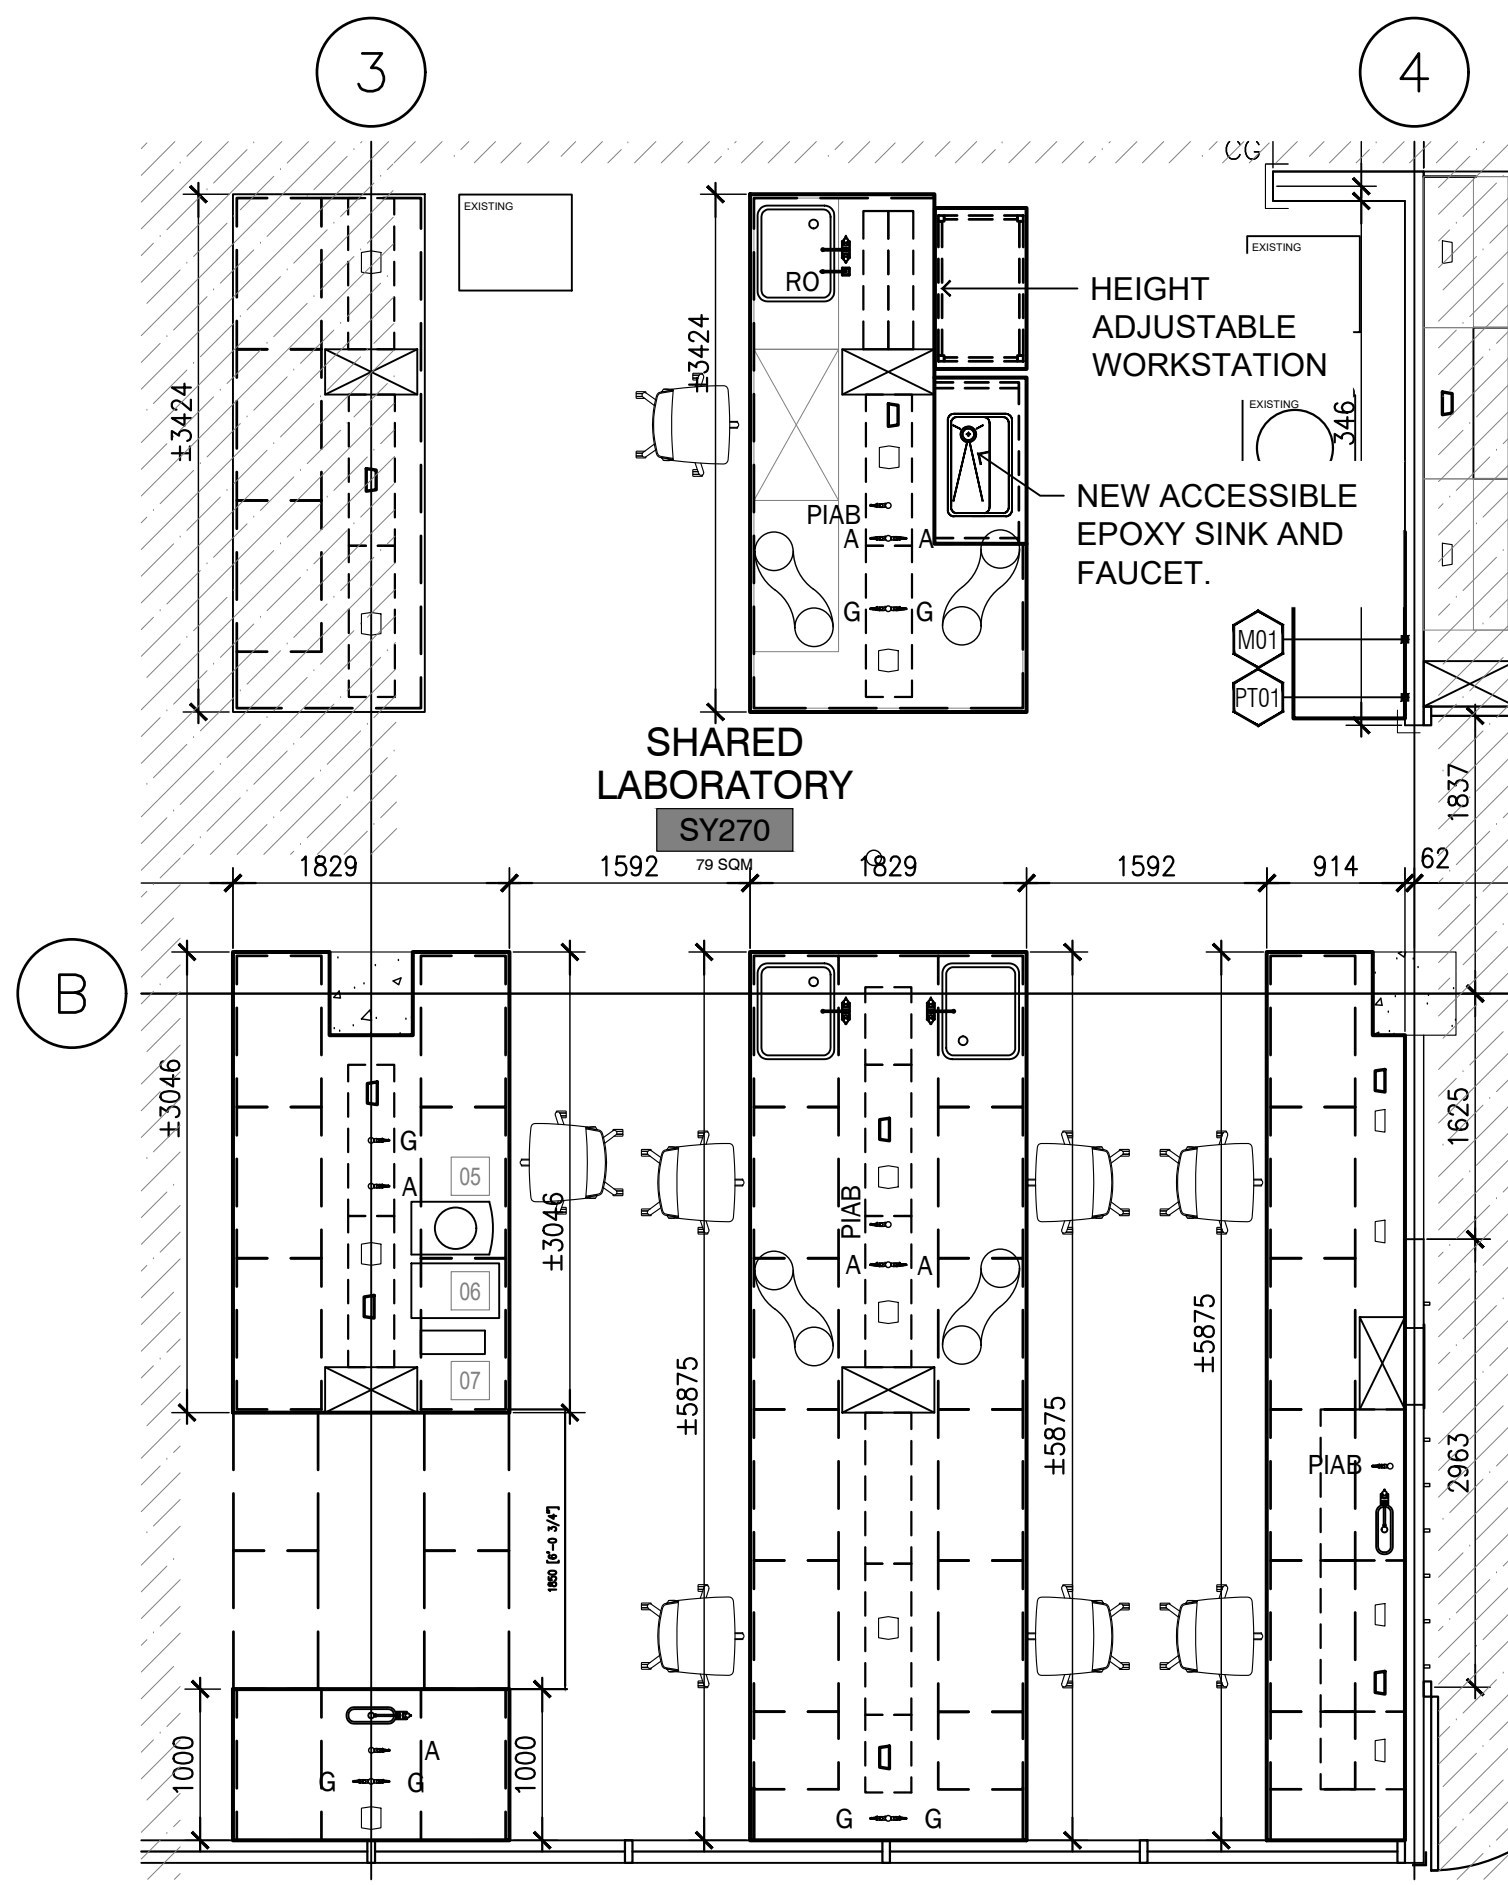 3
4
CG
EXISTING
EXISTING
RO
HEIGHT
ADJUSTABLE
WORKSTATION
±3424
±3424
EXISTING
346
PIAB
A
A
NEW ACCESSIBLE
EPOXY SINK AND
FAUCET.
G
G
M01
PT01
SHARED
LABORATORY
SY270
79 SQM
1837
1829
1592
1829
1592
914
62
B
±3046
G
A
05
±3046
PIAB
1625
06
A
A
07
±5875
±5875
±5875
PIAB
2963
1850 [6'-0 3/4"]
1000
A
G
G
1000
G
G